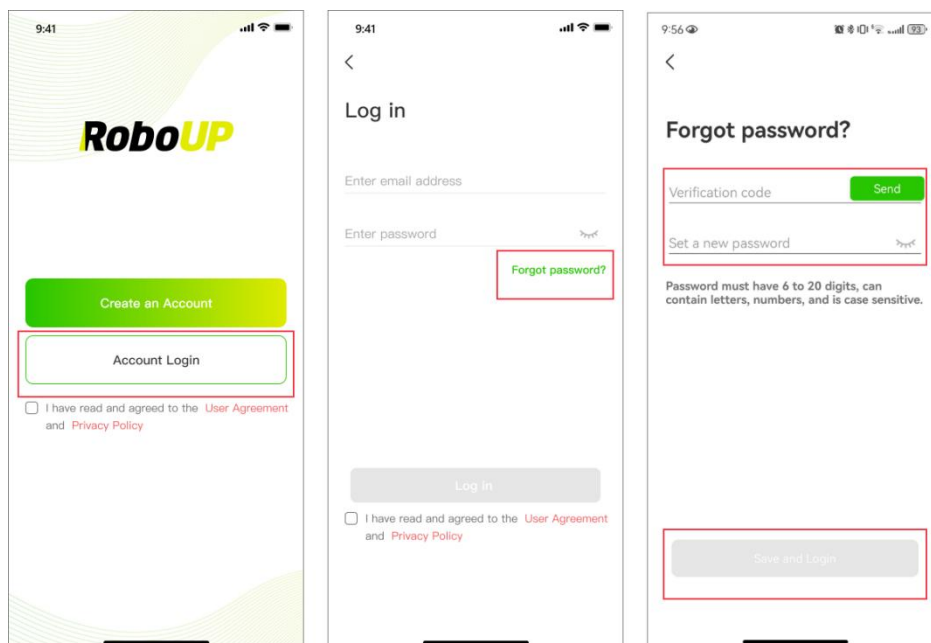 9:41
RoboUP
Create an Account
Account Login
I have read and agreed to the User Agreement
and Privacy Policy
9:41
Log in
Enter email address
Enter password
Forgot password?
Log In
I have read and agreed to the User Agreement
and Privacy Policy
9:56
93
Forgot password?
Verification code
Send
Set a new password
Password must have 6 to 20 digits, can
contain letters, numbers, and is case sensitive.
Save and Login